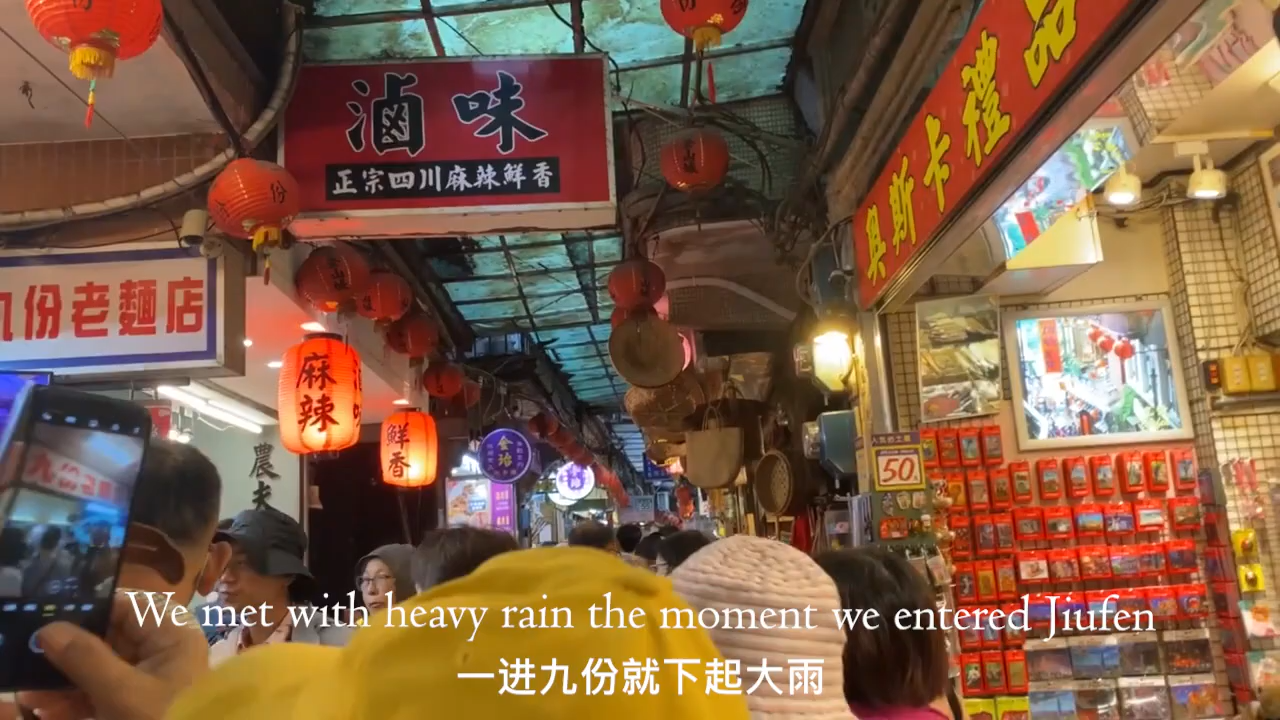 滷味
正宗四川麻辣鮮香
奧斯卡禮品
九份老麵店
麻辣
鮮香
農夫
金治
50
We met with heavy rain the moment we entered Jiufen
一进九份就下起大雨